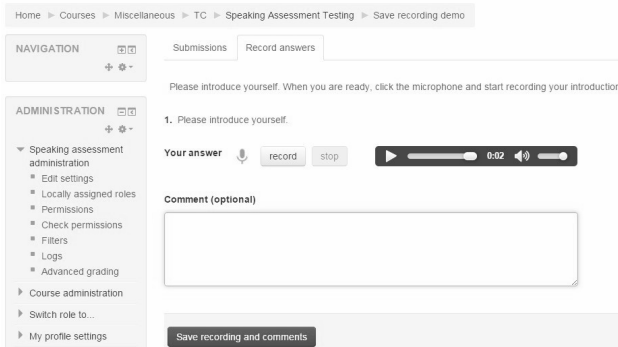 Home Courses Miscellaneous TC Speaking Assessment Testing Save recording demo
NAVIGATION
ADMINISTRATION
Speaking assessment
administration
Edit settings
Locally assigned roles
Permissions
Check permissions
Filters
Logs
Advanced grading
Course administration
Switch role to...
My profile settings
Submissions
Record answers
Please introduce yourself. When you are ready, click the microphone and start recording your introduction
1. Please introduce yourself.
Your answer
record
stop
0:02
Comment (optional)
Save recording and comments